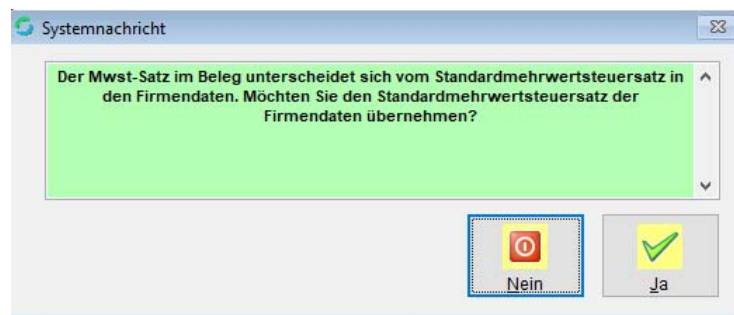 Systemnachricht
Der Mwst-Satz im Beleg unterscheidet sich vom Standardmehrwertsteuersatz in
den Firmendaten. Möchten Sie den Standardmehrwertsteuersatz der
Firmendaten übernehmen?
Nein
Ja